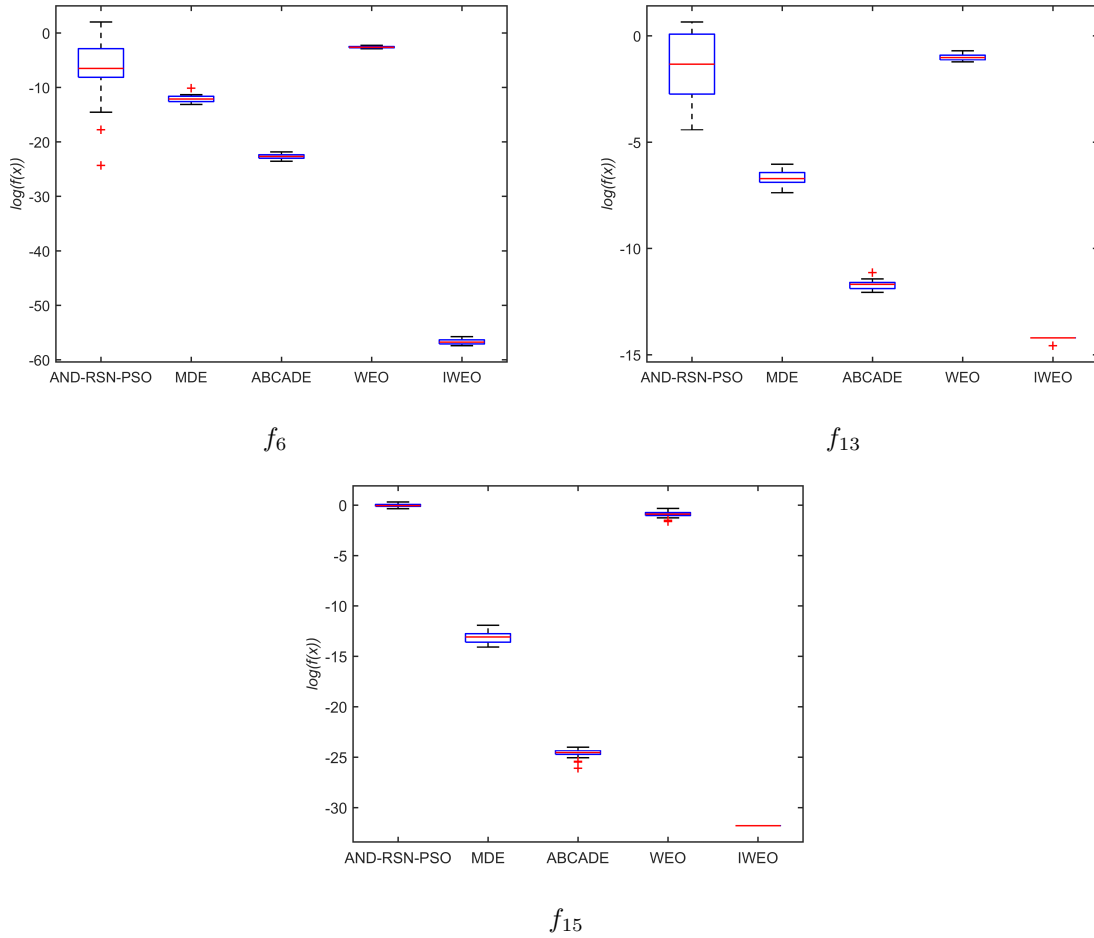 0
-10
-20
-30
-40
-50
-60
log(f(x))
AND-RSN-PSO MDE ABCADE WEO IWEO
f6
0
-5
-10
-15
log(f(x))
AND-RSN-PSO MDE ABCADE WEO IWEO
f13
0
-5
-10
-15
-20
-25
-30
log(f(x))
AND-RSN-PSO MDE ABCADE WEO IWEO
f15